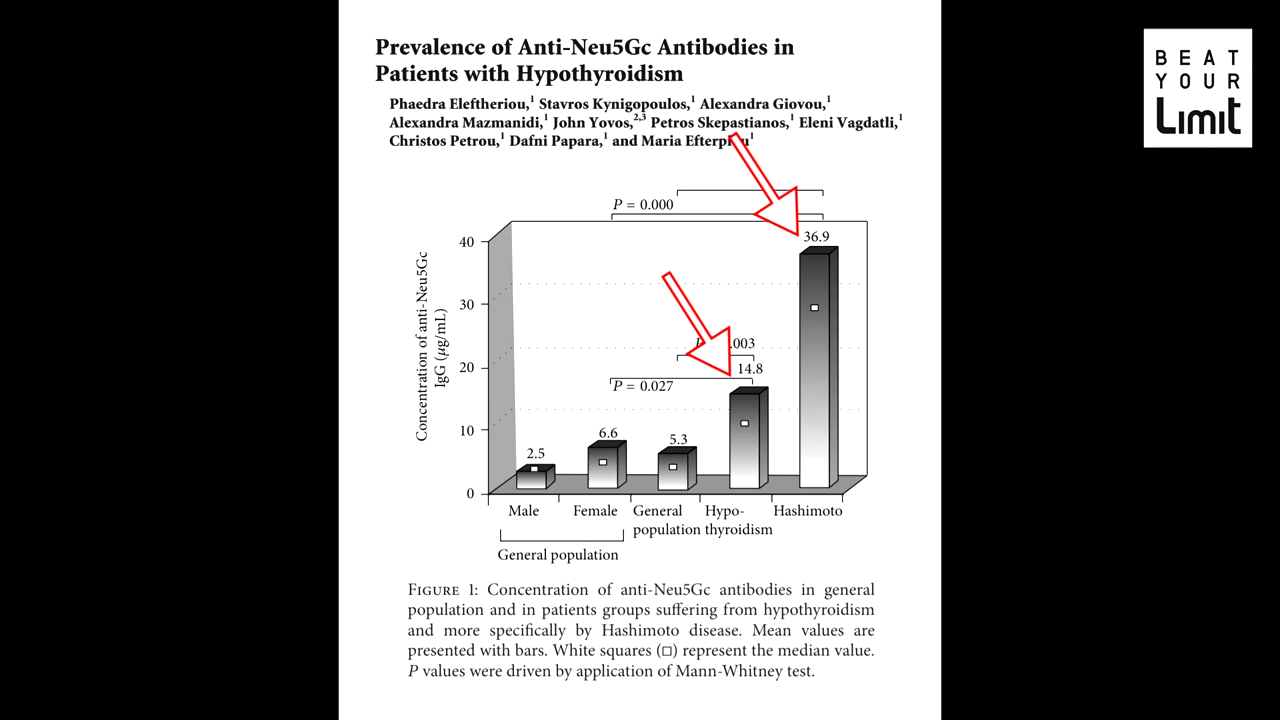 Prevalence of Anti-Neu5Gc Antibodies in
Patients with Hypothyroidism
Phaedra Eleftheriou,1 Stavros Kynigopoulos,1 Alexandra Giovou,1
Alexandra Mazmanidi,1 John Yovos,2,3 Petros Skepastianos,1 Eleni Vagdatli,1
Christos Petrou,1 Dafni Papara,1 and Maria
BEAT
YOUR
Limit
P = 0.000
36.9
40
30
20
10
0
Concentration of anti-Neu5Gc
IgG (μg/mL)
14.8
P = 0.027
2.5
6.6
5.3
Male
Female
General
population
Hypo-
thyroidism
Hashimoto
General population
FIGURE 1: Concentration of anti-Neu5Gc antibodies in general
population and in patients groups suffering from hypothyroidism
and more specifically by Hashimoto disease. Mean values are
presented with bars. White squares (□) represent the median value.
P values were driven by application of Mann-Whitney test.